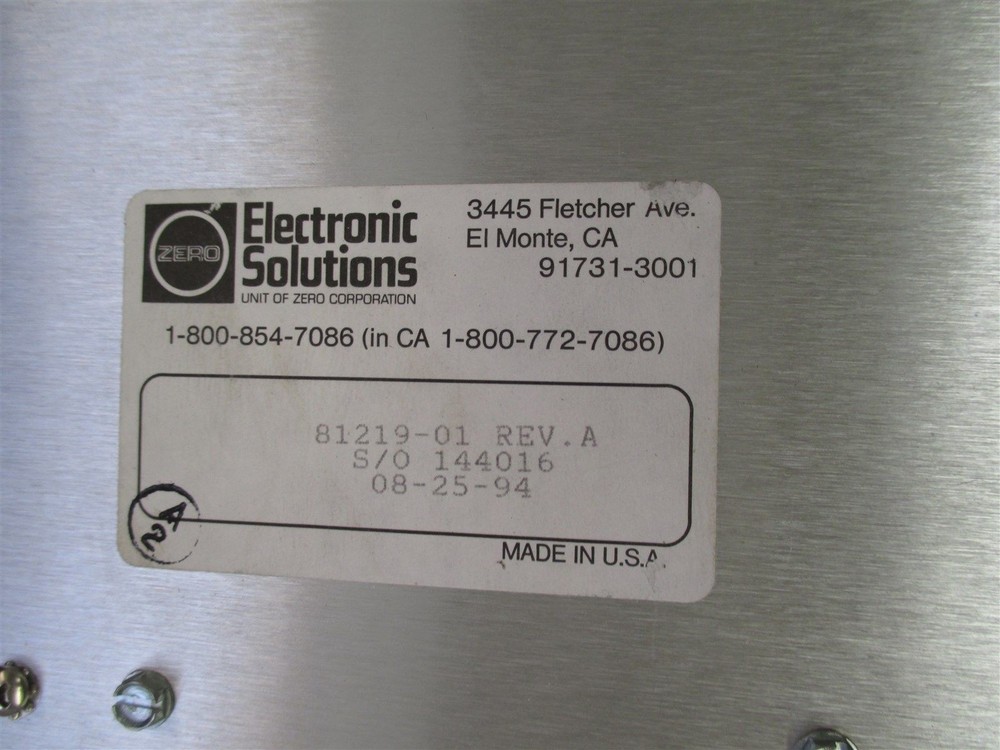 ZERO
Electronic
Solutions
UNIT OF ZERO CORPORATION
3445 Fletcher Ave.
El Monte, CA
91731-3001
1-800-854-7086 (in CA 1-800-772-7086)
81219-01 REV.A
S/O 144016
08-25-94
A
2
MADE IN U.S.A.